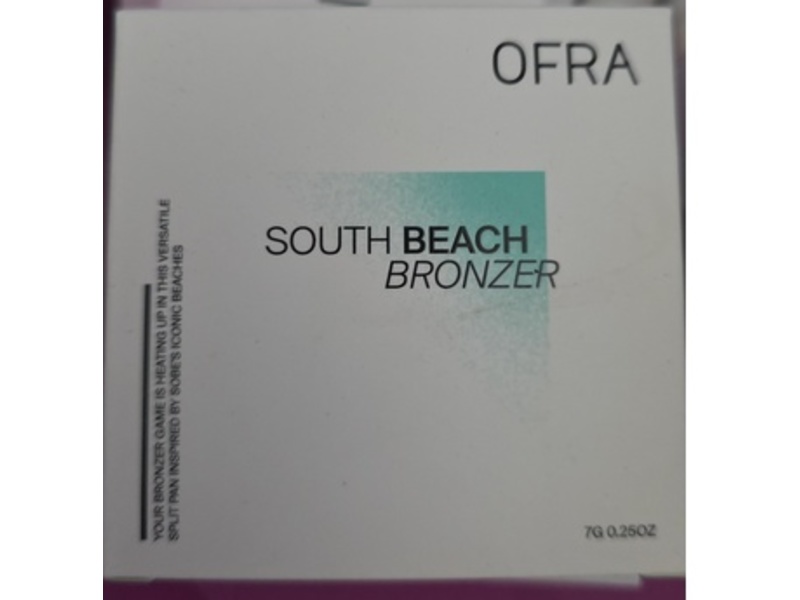 OFRA
SOUTH BEACH
BRONZER
YOUR BRONZER GAME IS HEATING UP IN THIS VERSATILE
SPLIT PAN INSPIRED BY SOBE'S ICONIC BEACHES
7G 0.25OZ